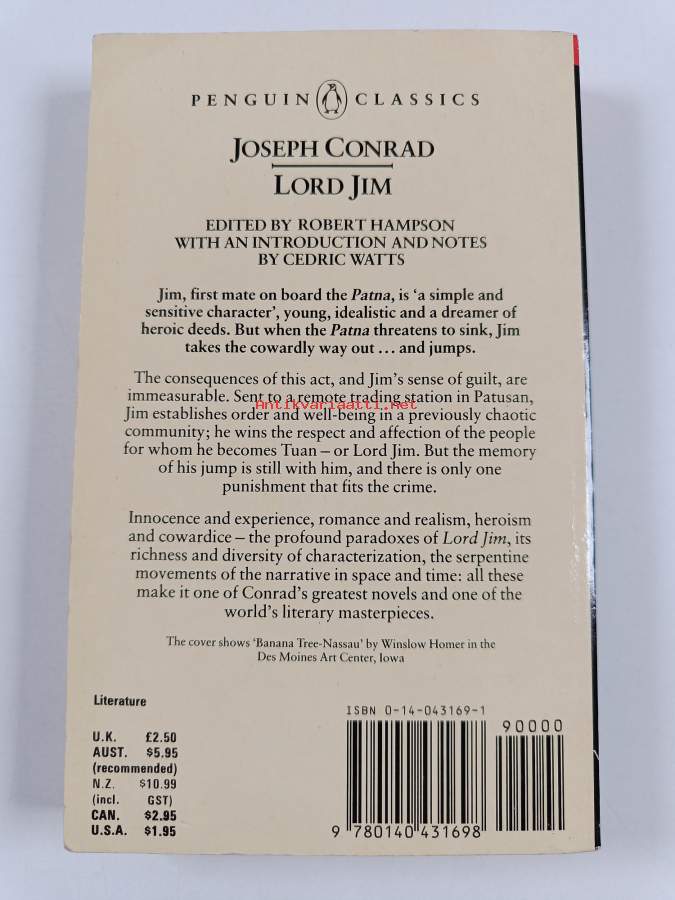 PENGUIN CLASSICS
JOSEPH CONRAD
LORD JIM
EDITED BY ROBERT HAMPSON
WITH AN INTRODUCTION AND NOTES
BY CEDRIC WATTS
Jim, first mate on board the Patna, is ‘a simple and
sensitive character’, young, idealistic and a dreamer of
heroic deeds. But when the Patna threatens to sink, Jim
takes the cowardly way out ... and jumps.
The consequences of this act, and Jim’s sense of guilt, are
immeasurable. Sent to a remote trading station in Patusan,
Antikvariaatti.net
Jim establishes order and well-being in a previously chaotic
community; he wins the respect and affection of the people
for whom he becomes Tuan – or Lord Jim. But the memory
of his jump is still with him, and there is only one
punishment that fits the crime.
Innocence and experience, romance and realism, heroism
and cowardice – the profound paradoxes of Lord Jim, its
richness and diversity of characterization, the serpentine
movements of the narrative in space and time: all these
make it one of Conrad’s greatest novels and one of the
world’s literary masterpieces.
The cover shows ‘Banana Tree-Nassau’ by Winslow Homer in the
Des Moines Art Center, Iowa
Literature
U.K. £2.50
AUST. $5.95
(recommended)
N.Z. $10.99
(incl. GST)
CAN. $2.95
U.S.A. $1.95
ISBN 0-14-043169-1
90000
9 780140 431698